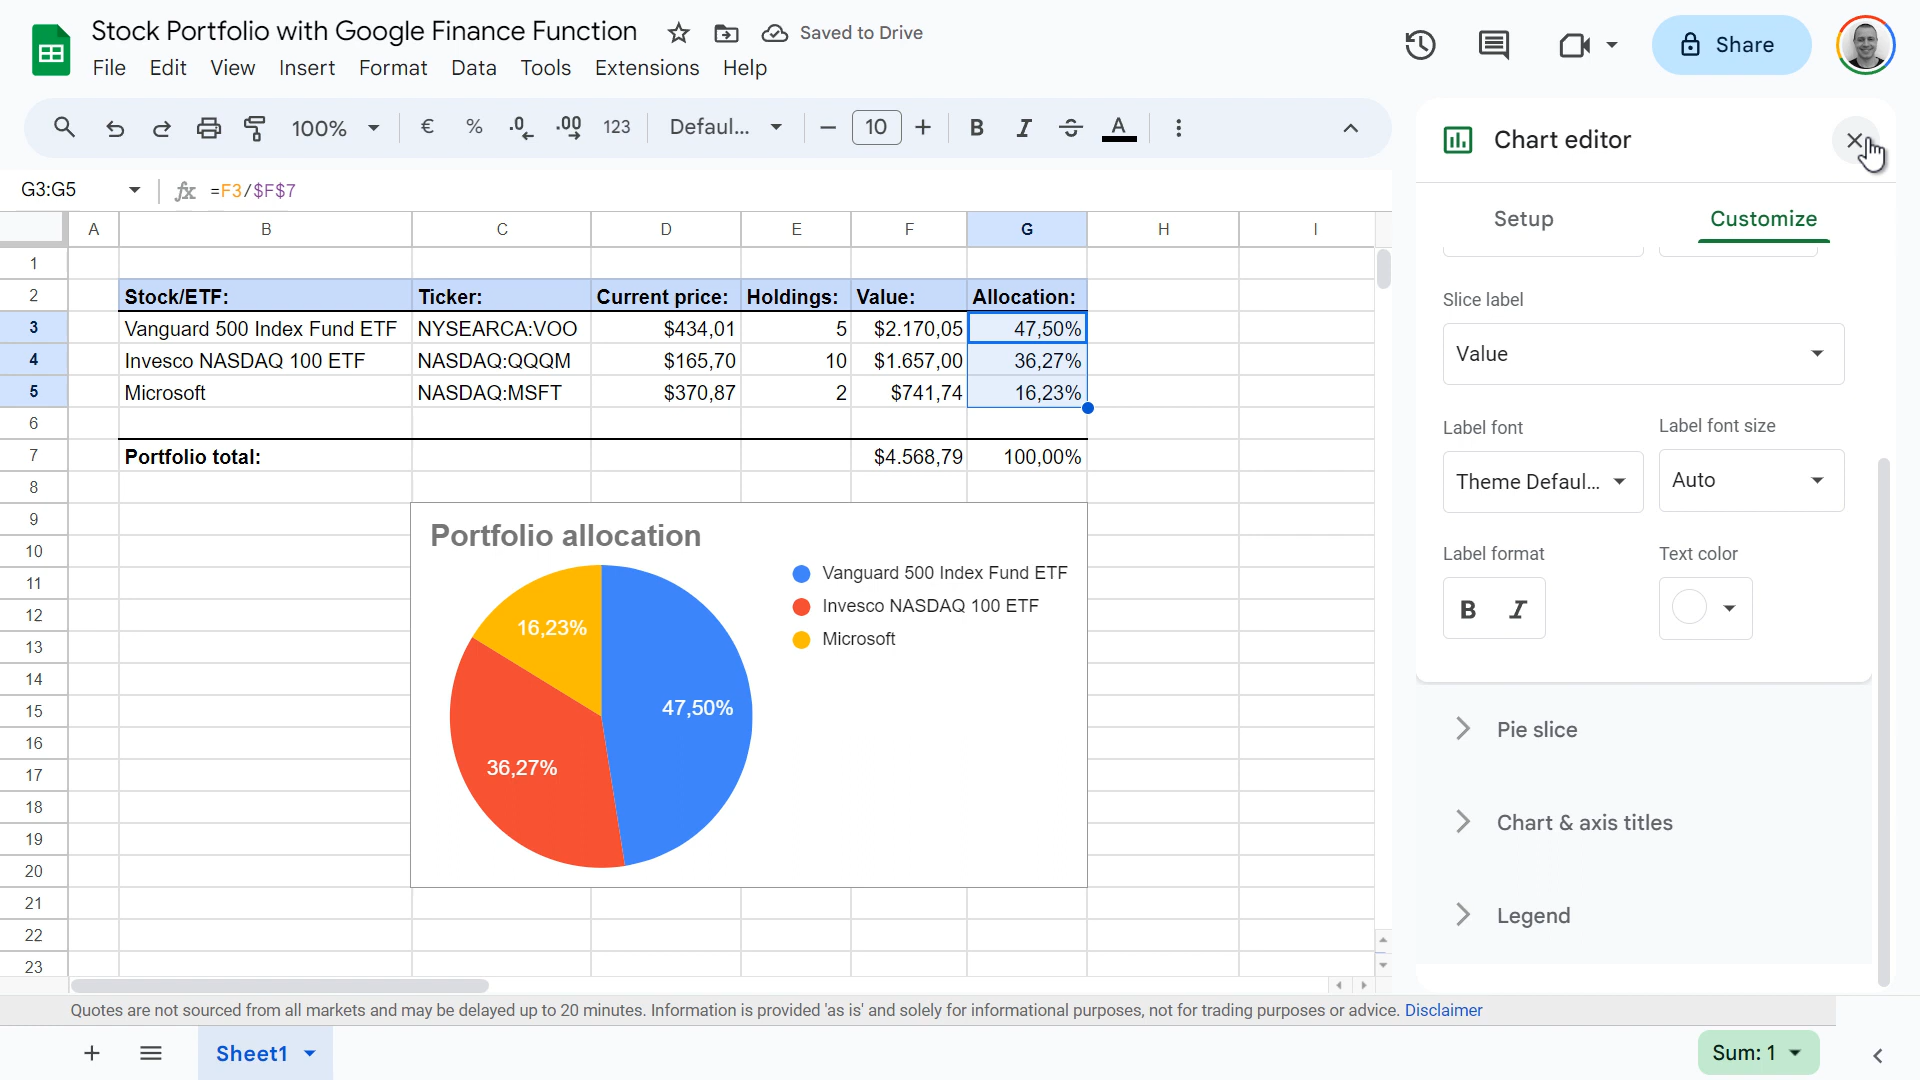 Stock Portfolio with Google Finance Function
Saved to Drive
Share
File Edit View Insert Format Data Tools Extensions Help
100% € % .0 .00 123 Defaul... 10 B I S A
G3:G5 fx =F3/$F$7
A B C D E F G H I
1
2 Stock/ETF: Ticker: Current price: Holdings: Value: Allocation:
3 Vanguard 500 Index Fund ETF NYSEARCA:VOO $434,01 5 $2.170,05 47,50%
4 Invesco NASDAQ 100 ETF NASDAQ:QQQM $165,70 10 $1.657,00 36,27%
5 Microsoft NASDAQ:MSFT $370,87 2 $741,74 16,23%
6
7 Portfolio total: $4.568,79 100,00%
8
9
10
11
12
13
14
15
16
17
18
19
20
21
22
23
Portfolio allocation
Vanguard 500 Index Fund ETF
Invesco NASDAQ 100 ETF
Microsoft
16,23%
47,50%
36,27%
Chart editor
Setup Customize
Slice label
Value
Label font Label font size
Theme Defaul... Auto
Label format Text color
B I
Pie slice
Chart & axis titles
Legend
Quotes are not sourced from all markets and may be delayed up to 20 minutes. Information is provided 'as is' and solely for informational purposes, not for trading purposes or advice. Disclaimer
Sheet1
Sum: 1